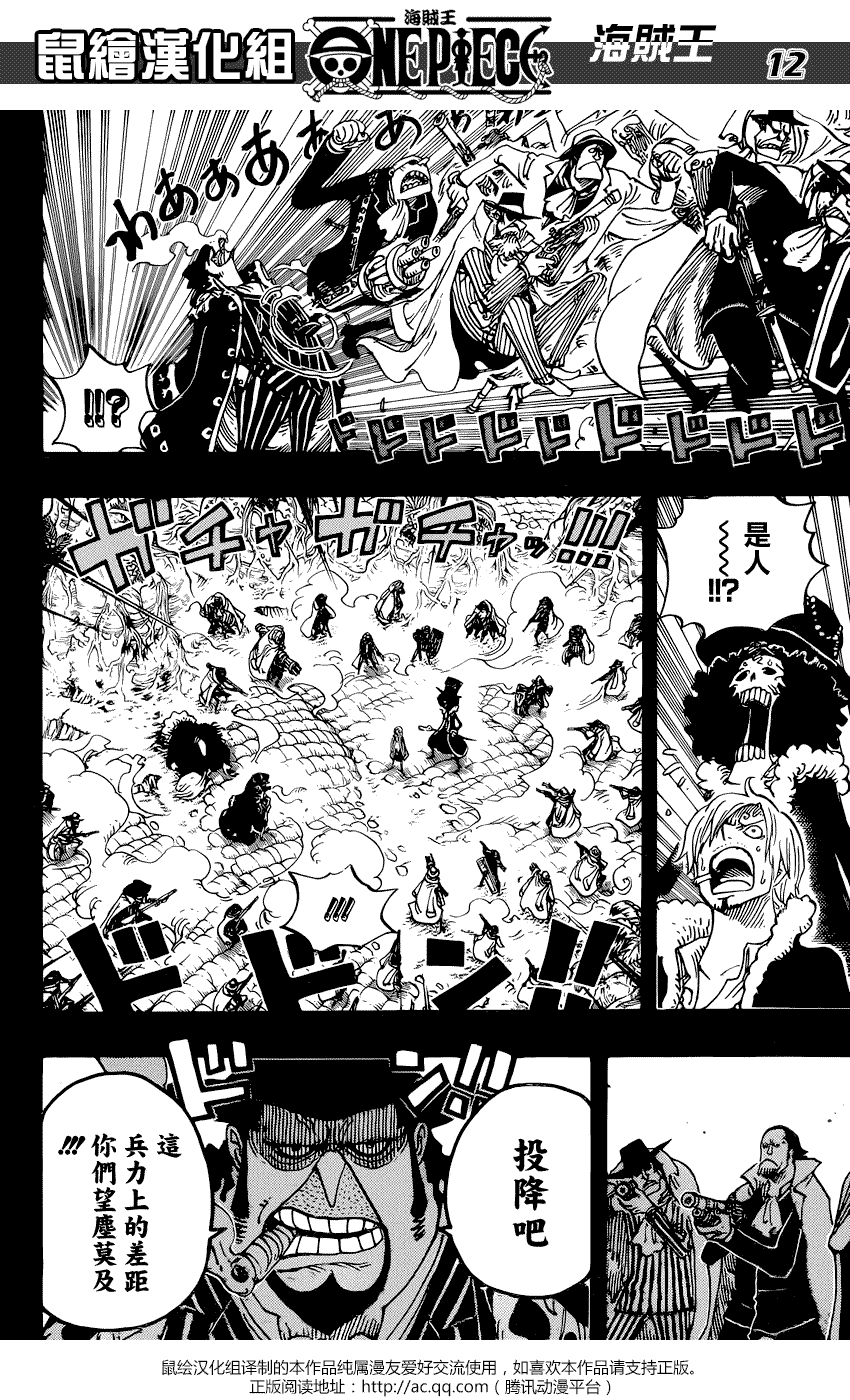 鼠繪漢化組
海賊王
ONE PIECE
海賊王
12
わあぁあぁあぁ
!!?
ドドドドドドドドド
是人
!!?
ガチャガチャッ!!!
!!!
ドドドン!!
投降吧
這
兵力上的差距
你們望塵莫及
!!!
鼠绘汉化组译制的本作品纯属漫友爱好交流使用，如喜欢本作品请支持正版。
正版阅读地址：http://ac.qq.com（腾讯动漫平台）